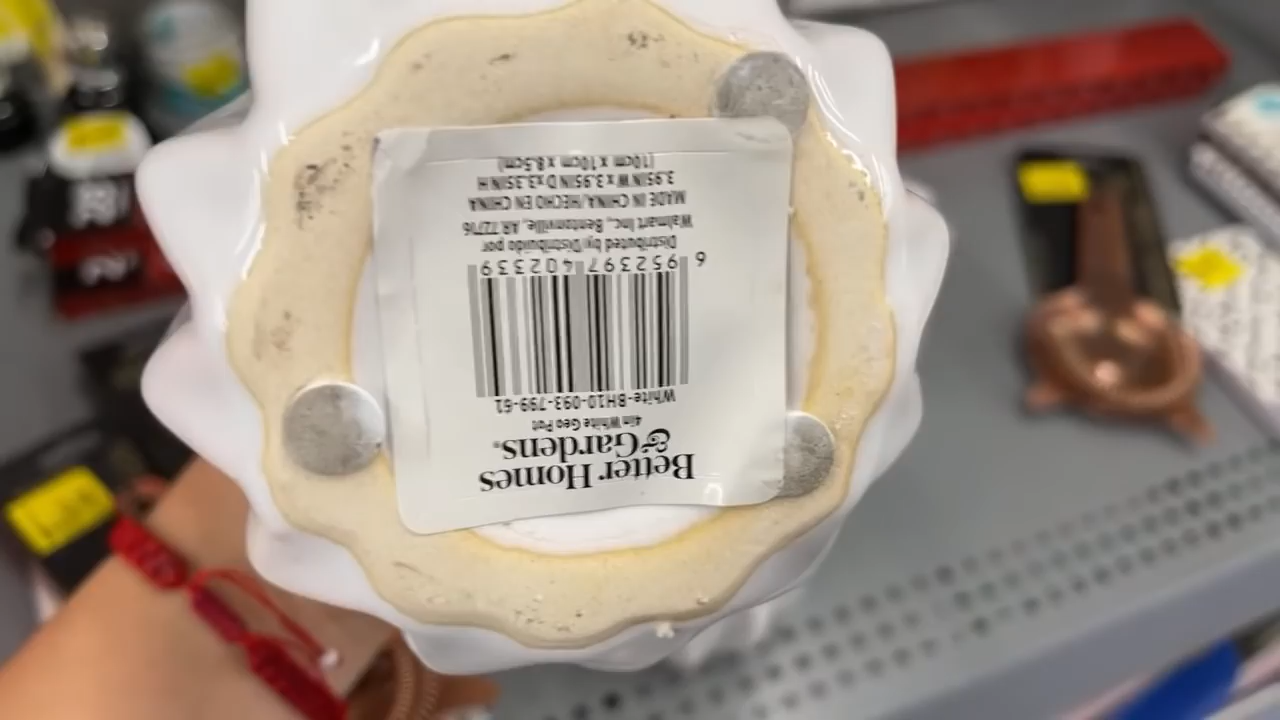 Better Homes
& Gardens®
4in White Geo Pot
White-BH10-093-799-61
6 952397 402339
Distributed by/Distribuido por
Walmart Inc., Bentonville, AR 72716
MADE IN CHINA/HECHO EN CHINA
3.95IN W x 3.95IN D x3.35IN H
(10cm x 10cm x 8.5cm)